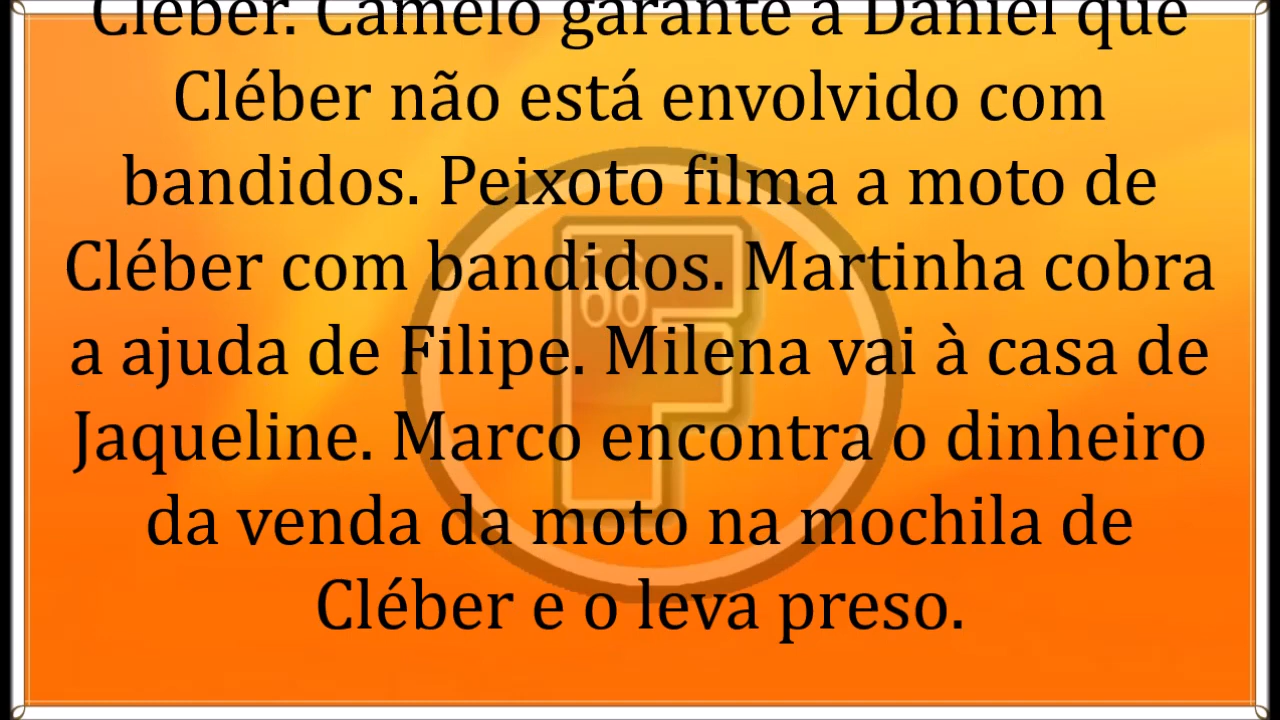 Cléber. Camelo garante a Daniel que
Cléber não está envolvido com
bandidos. Peixoto filma a moto de
Cléber com bandidos. Martinha cobra
a ajuda de Filipe. Milena vai à casa de
Jaqueline. Marco encontra o dinheiro
da venda da moto na mochila de
Cléber e o leva preso.